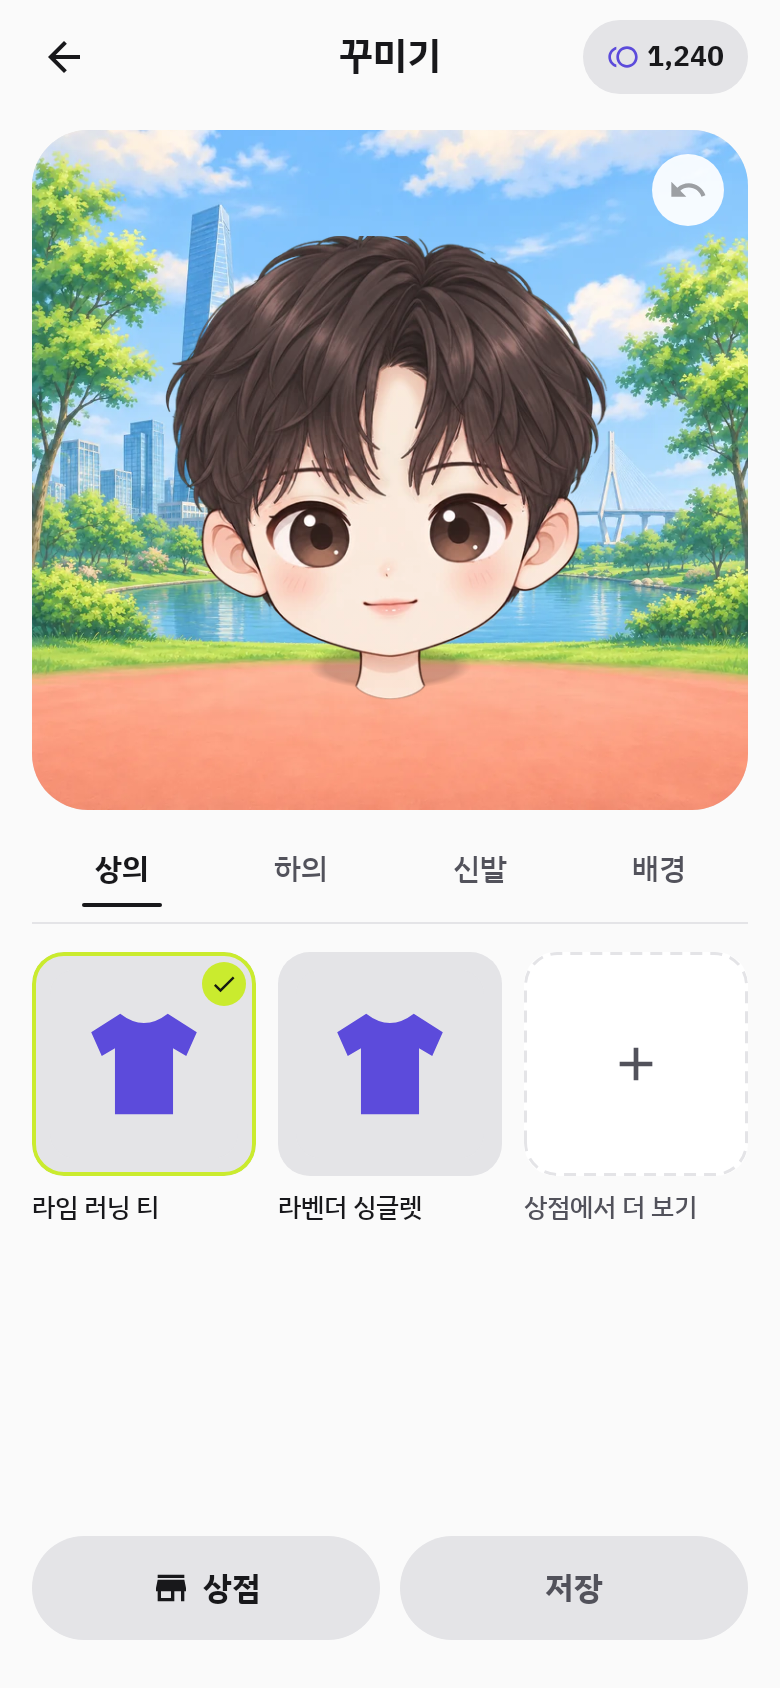 꾸미기
1,240
상의
하의
신발
배경
라임 러닝 티
라벤더 싱글렛
상점에서 더 보기
상점
저장